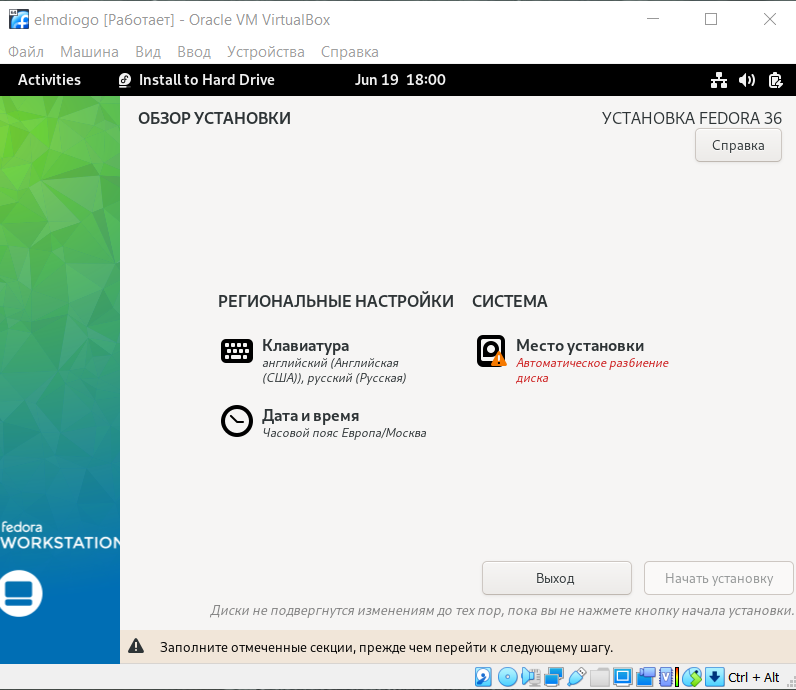 elmdiogo [Работает] - Oracle VM VirtualBox
Файл Машина Вид Ввод Устройства Справка
Activities Install to Hard Drive Jun 19 18:00
ОБЗОР УСТАНОВКИ УСТАНОВКА FEDORA 36
Справка
РЕГИОНАЛЬНЫЕ НАСТРОЙКИ СИСТЕМА
Клавиатура
английский (Английская
(США)), русский (Русская)
Место установки
Автоматическое разбиение
диска
Дата и время
Часовой пояс Европа/Москва
fedora
WORKSTATION
Выход Начать установку
Диски не подвергнутся изменениям до тех пор, пока вы не нажмете кнопку начала установки.
Заполните отмеченные секции, прежде чем перейти к следующему шагу.
Ctrl + Alt